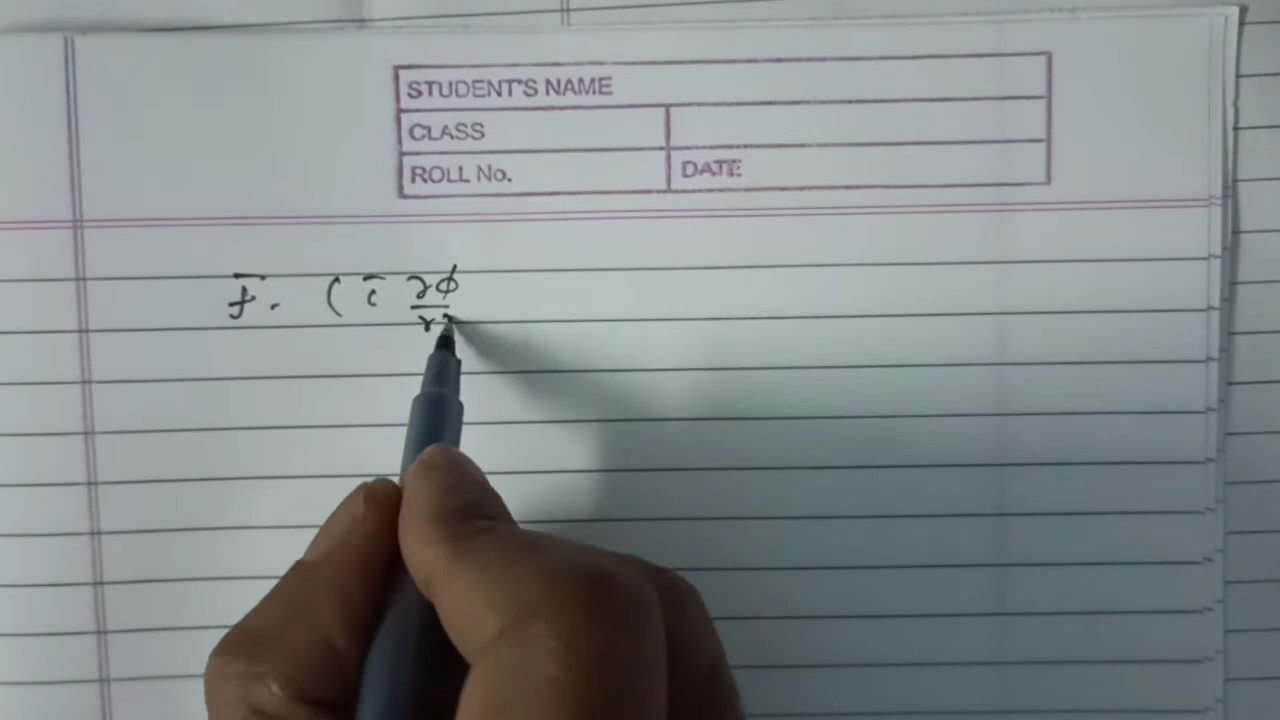 STUDENT'S NAME
CLASS
ROLL No. DATE
f̄ . ( ī ∂ϕ